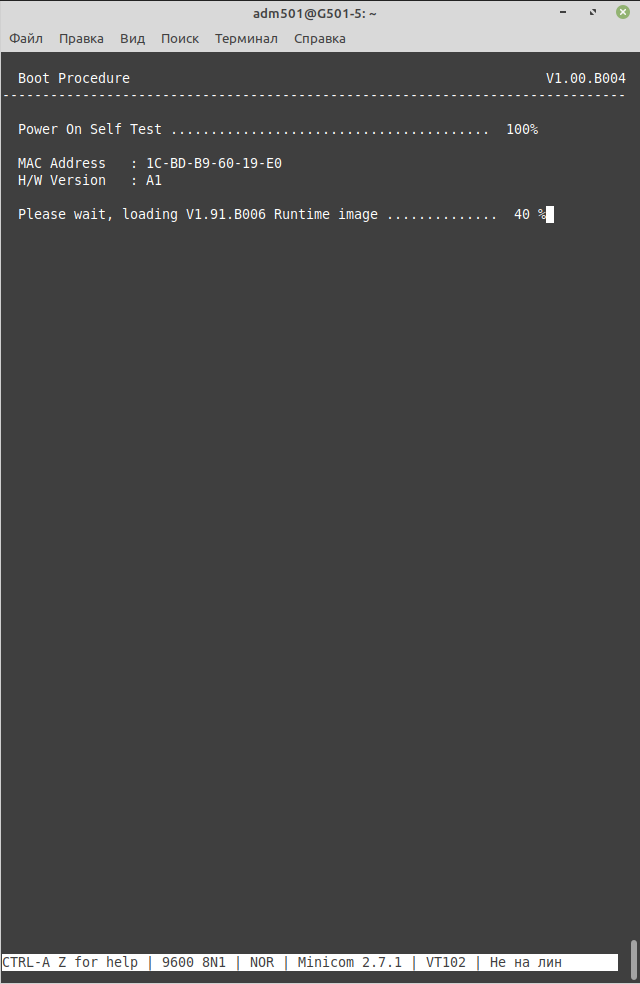 adm501@G501-5: ~
Файл Правка Вид Поиск Терминал Справка
Boot Procedure V1.00.B004
------------------------------------------------------------------------------
Power On Self Test ........................................ 100%
MAC Address : 1C-BD-B9-60-19-E0
H/W Version : A1
Please wait, loading V1.91.B006 Runtime image .............. 40 %
CTRL-A Z for help | 9600 8N1 | NOR | Minicom 2.7.1 | VT102 | Не на лин